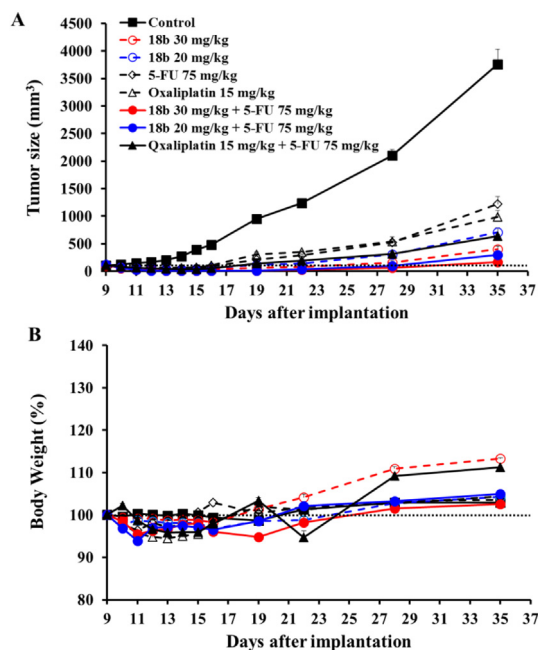 A
Control
18b 30 mg/kg
18b 20 mg/kg
5-FU 75 mg/kg
Oxaliplatin 15 mg/kg
18b 30 mg/kg + 5-FU 75 mg/kg
18b 20 mg/kg + 5-FU 75 mg/kg
Qxaliplatin 15 mg/kg + 5-FU 75 mg/kg
Tumor size (mm³)
4500
4000
3500
3000
2500
2000
1500
1000
500
0
9 11 13 15 17 19 21 23 25 27 29 31 33 35 37
Days after implantation
B
Body Weight (%)
140
130
120
110
100
90
80
9 11 13 15 17 19 21 23 25 27 29 31 33 35 37
Days after implantation